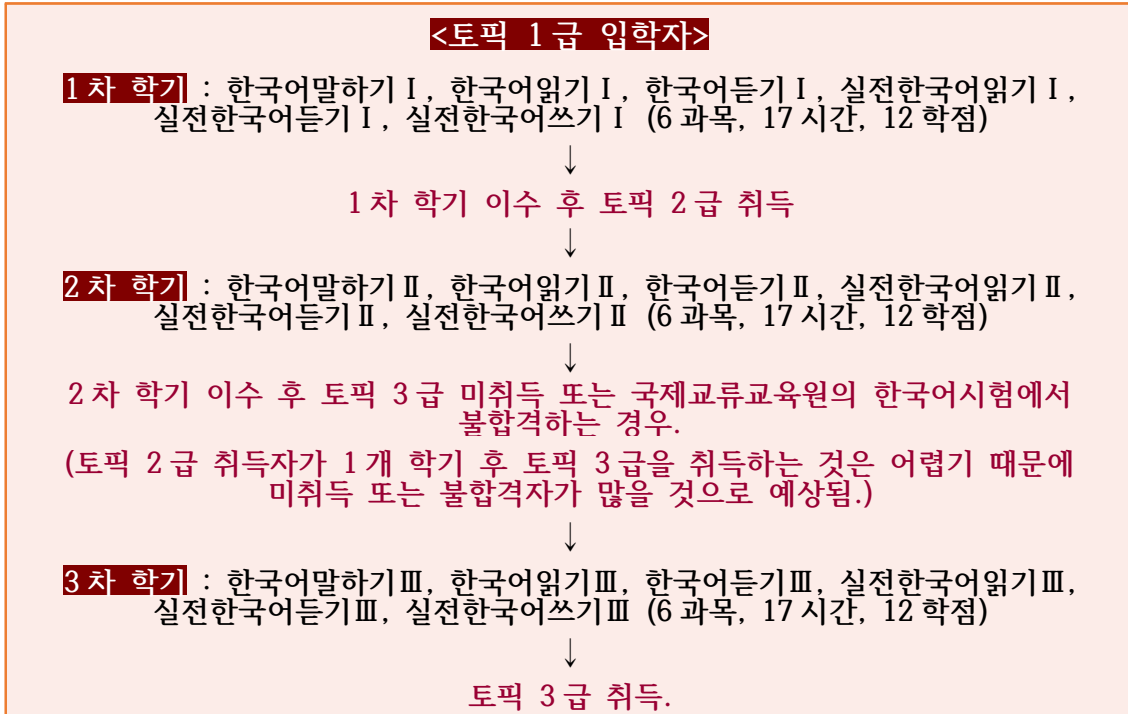 <토픽 1급 입학자>
1차 학기 : 한국어말하기Ⅰ, 한국어읽기Ⅰ, 한국어듣기Ⅰ, 실전한국어읽기Ⅰ,
실전한국어듣기Ⅰ, 실전한국어쓰기Ⅰ (6과목, 17시간, 12학점)
↓
1차 학기 이수 후 토픽 2급 취득
↓
2차 학기 : 한국어말하기Ⅱ, 한국어읽기Ⅱ, 한국어듣기Ⅱ, 실전한국어읽기Ⅱ,
실전한국어듣기Ⅱ, 실전한국어쓰기Ⅱ (6과목, 17시간, 12학점)
↓
2차 학기 이수 후 토픽 3급 미취득 또는 국제교류교육원의 한국어시험에서
불합격하는 경우.
(토픽 2급 취득자가 1개 학기 후 토픽 3급을 취득하는 것은 어렵기 때문에
미취득 또는 불합격자가 많을 것으로 예상됨.)
↓
3차 학기 : 한국어말하기Ⅲ, 한국어읽기Ⅲ, 한국어듣기Ⅲ, 실전한국어읽기Ⅲ,
실전한국어듣기Ⅲ, 실전한국어쓰기Ⅲ (6과목, 17시간, 12학점)
↓
토픽 3급 취득.